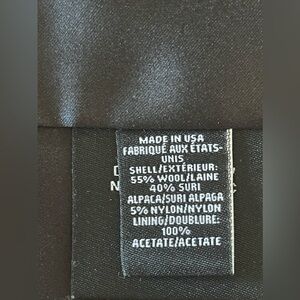 MADE IN USA
FABRIQUÉ AUX ÉTATS-
UNIS
SHELL/EXTÉRIEUR:
55% WOOL/LAINE
40% SURI
ALPACA/SURI ALPAGA
5% NYLON/NYLON
LINING/DOUBLURE:
100%
ACETATE/ACETATE